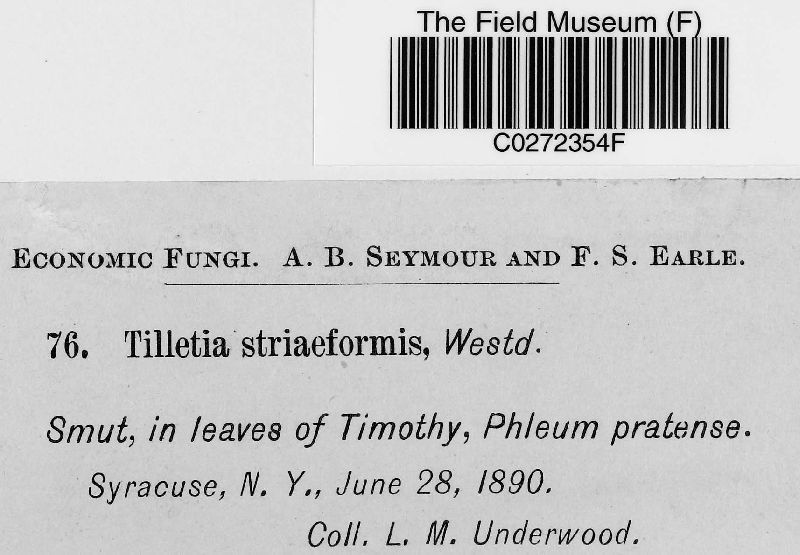 The Field Museum (F)
C0272354F
ECONOMIC FUNGI. A. B. SEYMOUR AND F. S. EARLE.
76. Tilletia striaeformis, Westd.
Smut, in leaves of Timothy, Phleum pratense.
Syracuse, N. Y., June 28, 1890.
Coll. L. M. Underwood.